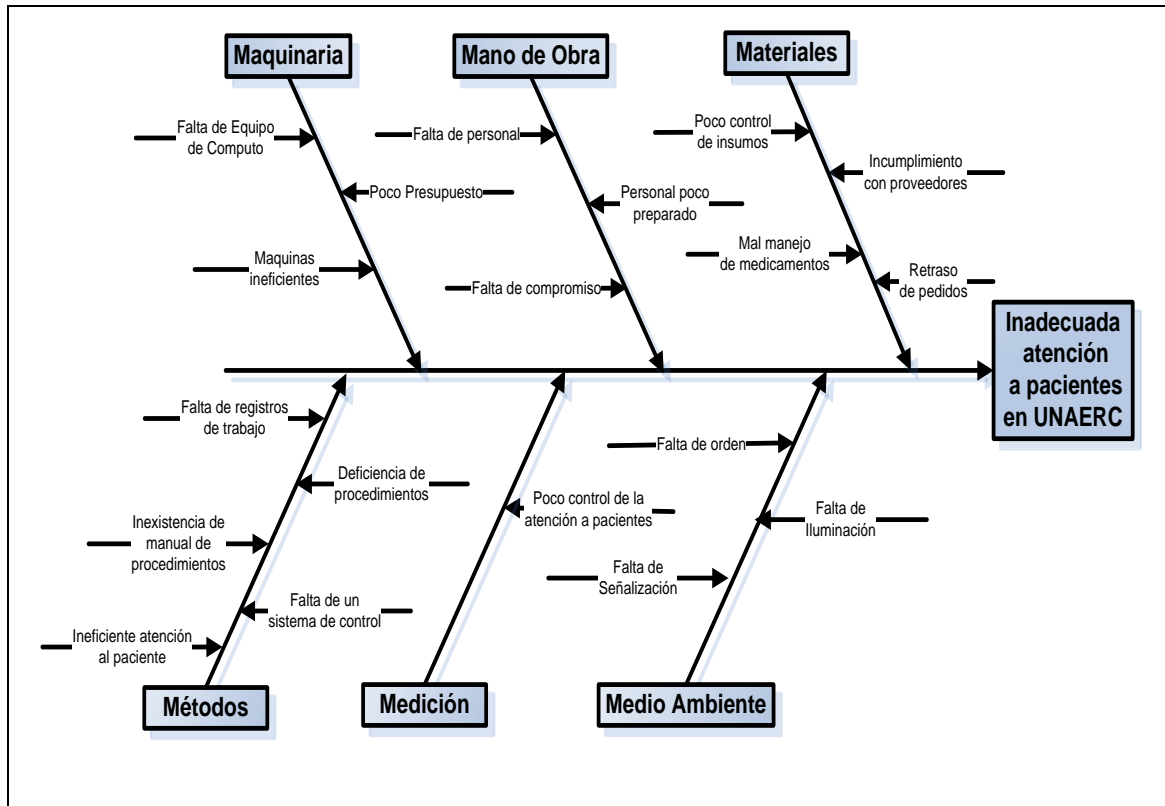 Maquinaria
Mano de Obra
Materiales
Falta de Equipo
de Computo
Poco Presupuesto
Maquinas
ineficientes
Falta de personal
Personal poco
preparado
Falta de compromiso
Poco control
de insumos
Incumplimiento
con proveedores
Mal manejo
de medicamentos
Retraso
de pedidos
Inadecuada
atención
a pacientes
en UNAERC
Falta de registros
de trabajo
Deficiencia de
procedimientos
Inexistencia de
manual de
procedimientos
Falta de un
sistema de control
Ineficiente atención
al paciente
Poco control de la
atención a pacientes
Falta de orden
Falta de
Iluminación
Falta de
Señalización
Métodos
Medición
Medio Ambiente